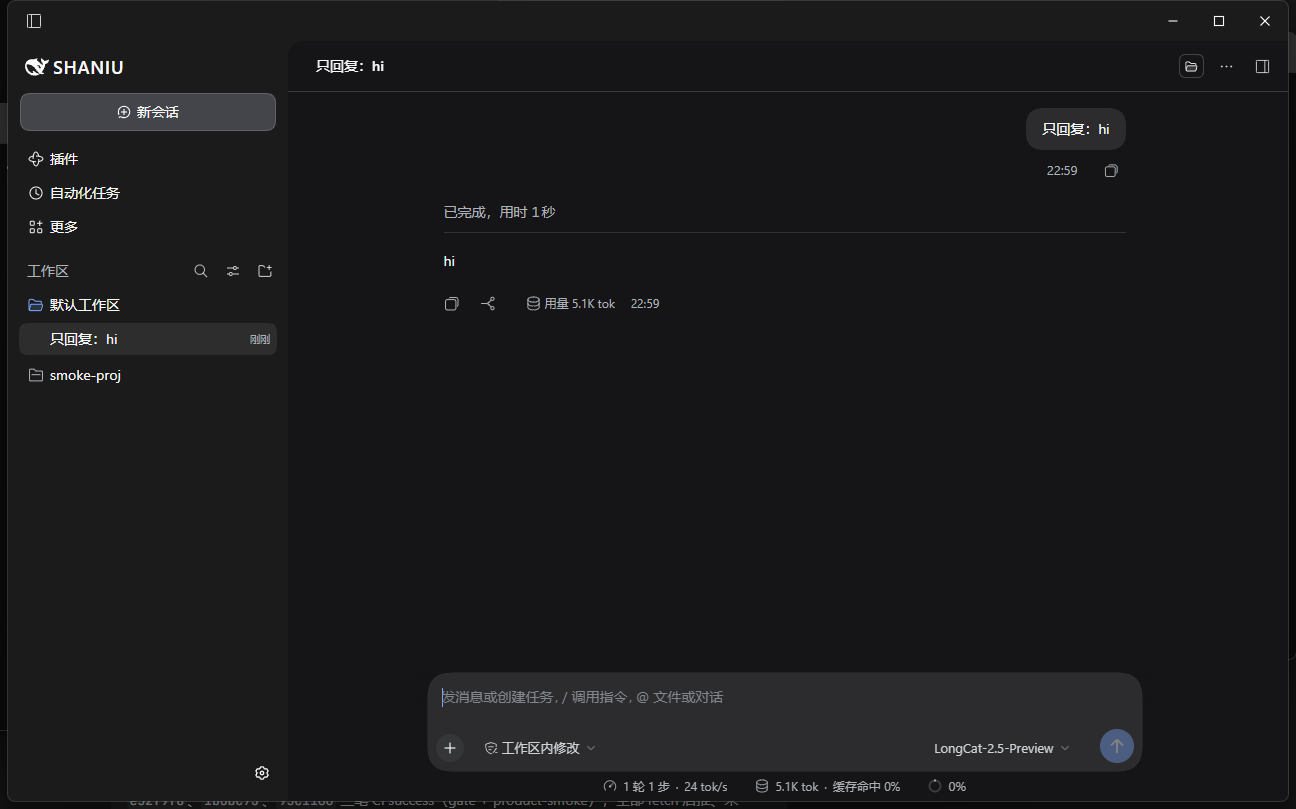 SHANIU
新会话
插件
自动化任务
更多
工作区
默认工作区
只回复：hi 刚刚
smoke-proj
只回复：hi
只回复：hi
22:59
已完成，用时 1 秒
hi
用量 5.1K tok 22:59
发消息或创建任务, / 调用指令, @ 文件或对话
工作区内修改
LongCat-2.5-Preview
1 轮 1 步 · 24 tok/s 5.1K tok · 缓存命中 0% 0%